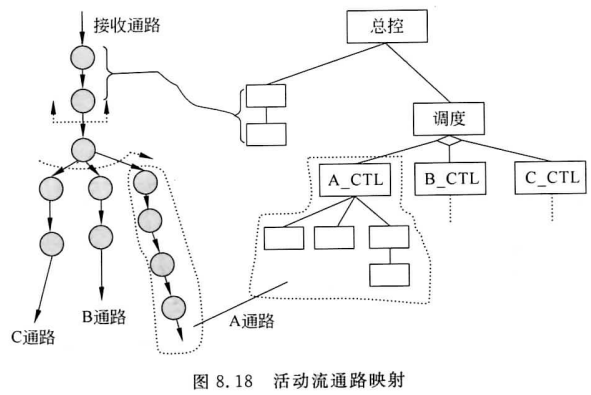 接收通路
总控
调度
A_CTL
B_CTL
C_CTL
C通路
B通路
A通路
图 8.18 活动流通路映射